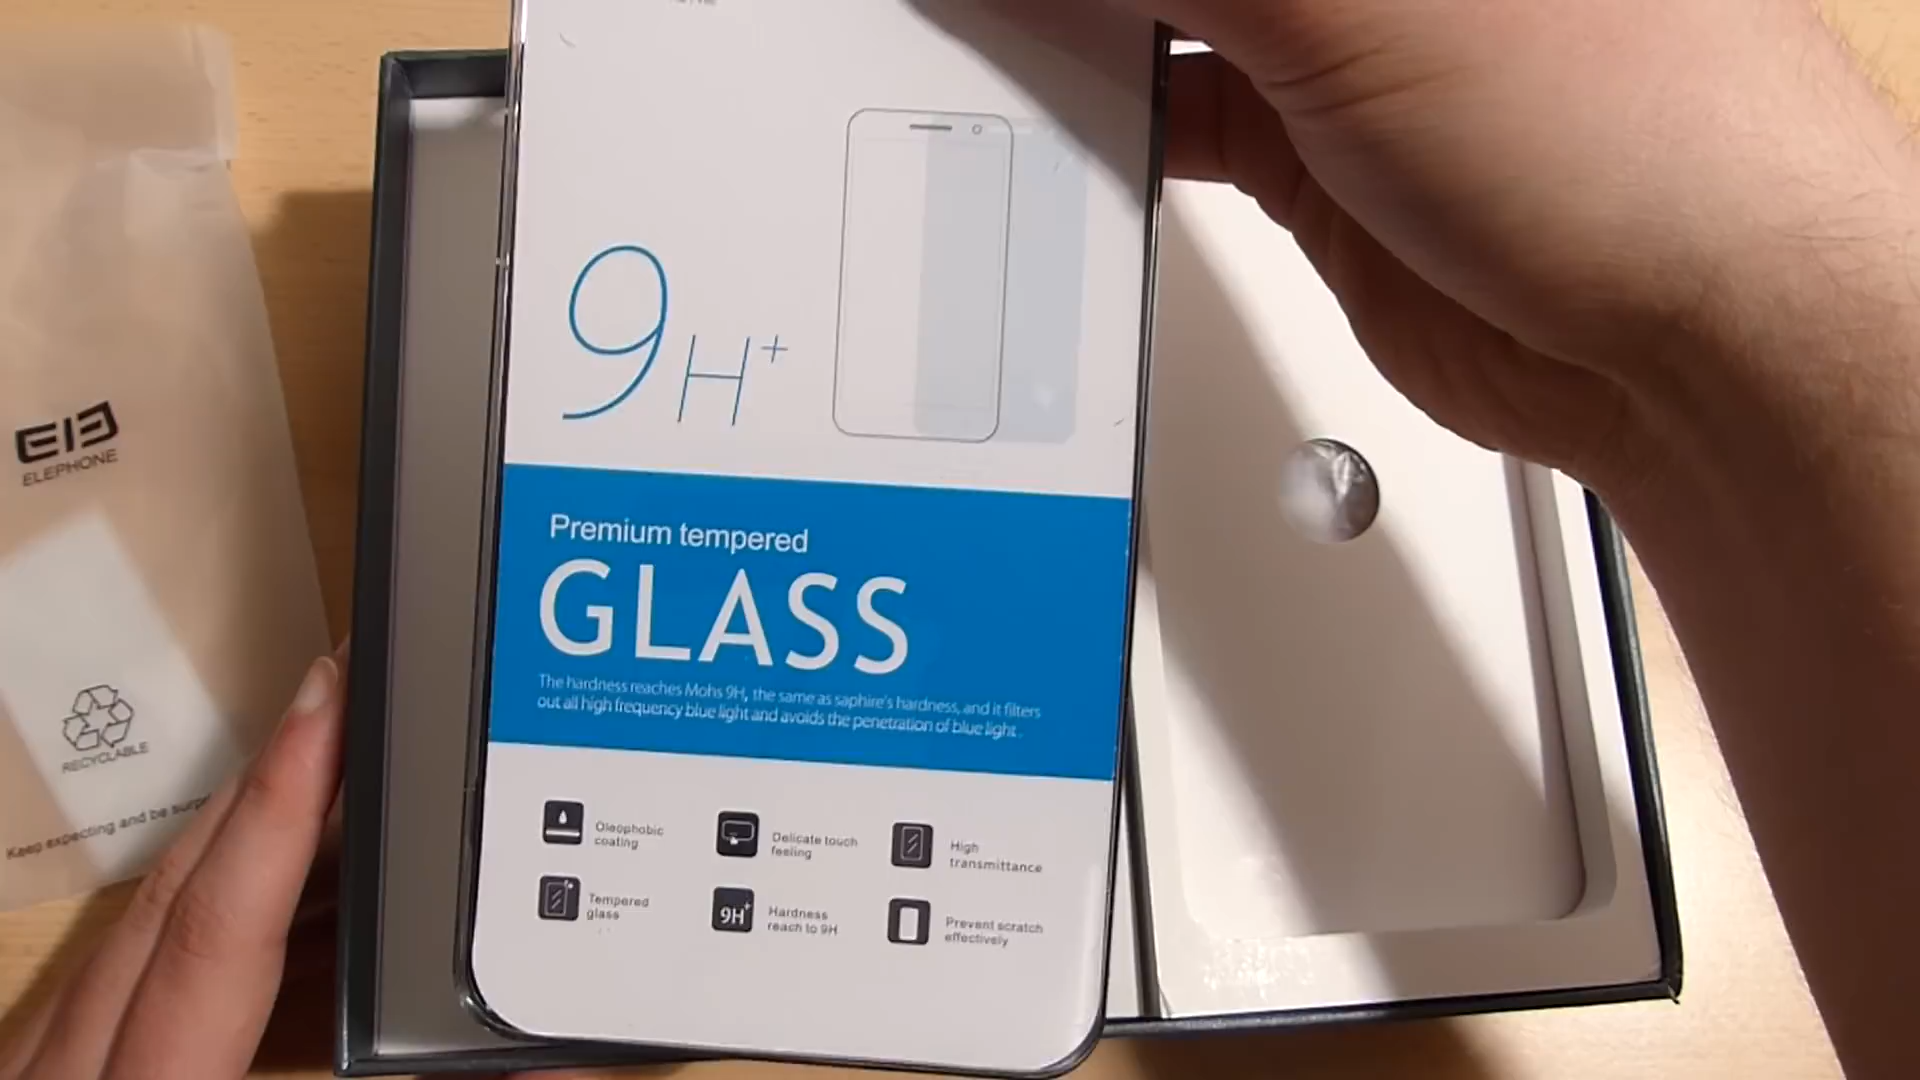 9H+
Premium tempered
GLASS
The hardness reaches Mohs 9H, the same as saphire's hardness, and it filters
out all high frequency blue light and avoids the penetration of blue light.
Oleophobic
coating
Delicate touch
feeling
High
transmittance
Tempered
glass
9H+
Hardness
reach to 9H
Prevent scratch
effectively
ELEPHONE
RECYCLABLE
Keep expecting and be